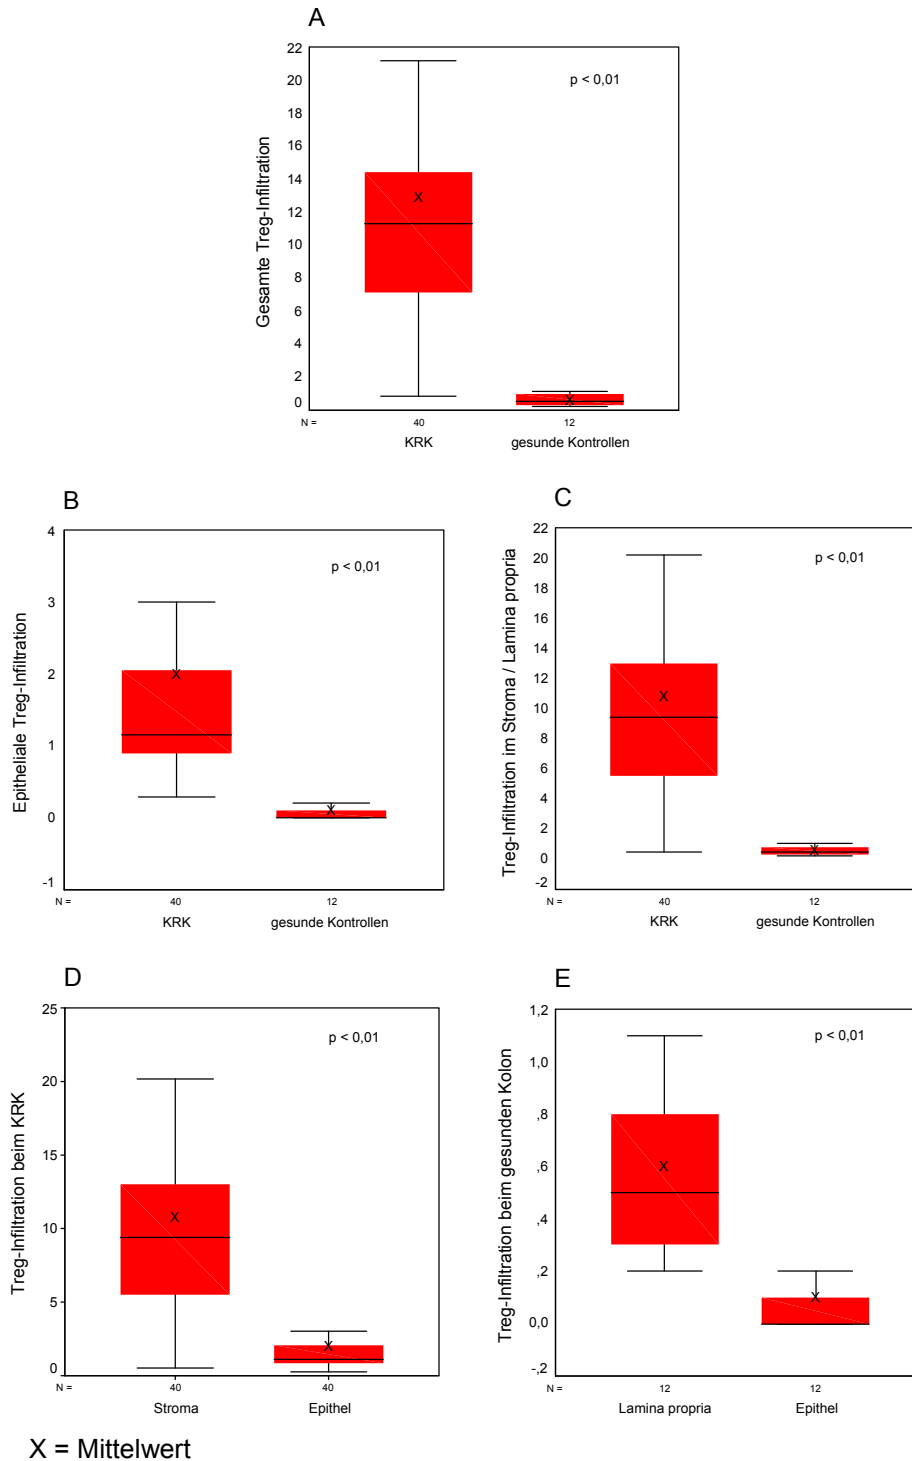 A
Gesamte Treg-Infiltration
22
20
18
16
14
12
10
8
6
4
2
0
p < 0,01
X
X
N = 40 12
KRK gesunde Kontrollen
B
Epitheliale Treg-Infiltration
4
3
2
1
0
-1
p < 0,01
X
X
N = 40 12
KRK gesunde Kontrollen
C
Treg-Infiltration im Stroma / Lamina propria
22
20
18
16
14
12
10
8
6
4
2
0
-2
p < 0,01
X
X
N = 40 12
KRK gesunde Kontrollen
D
Treg-Infiltration beim KRK
25
20
15
10
5
0
p < 0,01
X
X
N = 40 40
Stroma Epithel
E
Treg-Infiltration beim gesunden Kolon
1,2
1,0
,8
,6
,4
,2
0,0
-,2
p < 0,01
X
X
N = 12 12
Lamina propria Epithel
X = Mittelwert